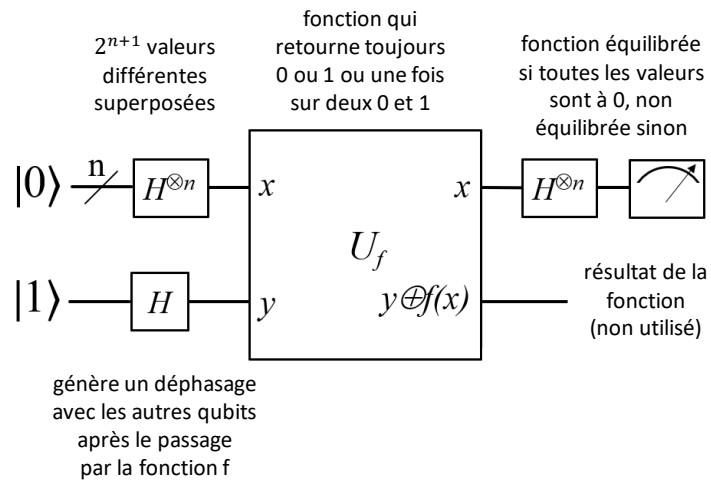 2ⁿ⁺¹ valeurs
différentes
superposées
fonction qui
retourne toujours
0 ou 1 ou une fois
sur deux 0 et 1
fonction équilibrée
si toutes les valeurs
sont à 0, non
équilibrée sinon
|0⟩
n
H⊗ⁿ
x
x
H⊗ⁿ
U_f
|1⟩
H
y
y⊕f(x)
résultat de la
fonction
(non utilisé)
génère un déphasage
avec les autres qubits
après le passage
par la fonction f